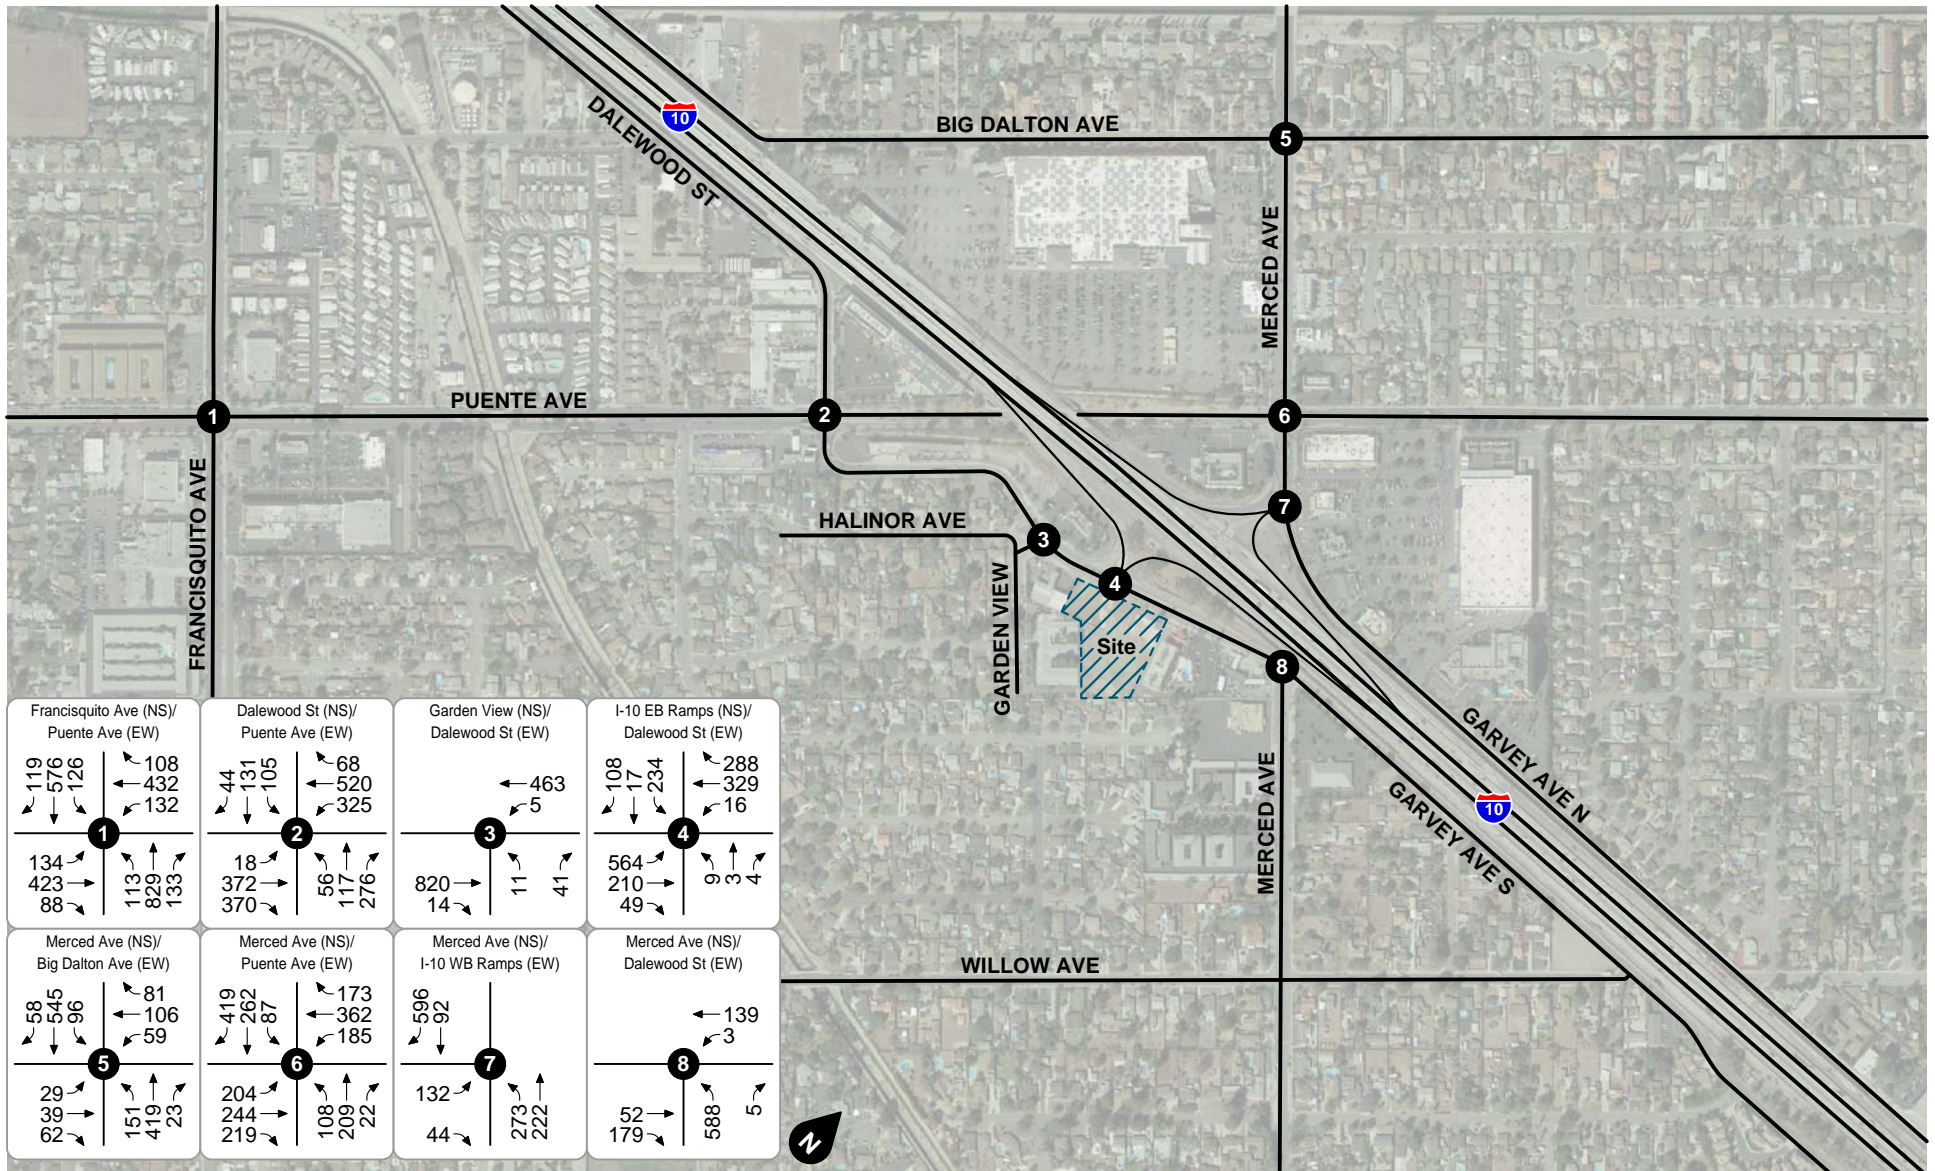 BIG DALTON AVE
10
5
DALEWOOD ST
MERCED AVE
PUENTE AVE
1
2
6
FRANCISQUITO AVE
HALINOR AVE
3
7
4
GARDEN VIEW
Site
8
GARVEY AVE N
10
GARVEY AVE S
MERCED AVE
WILLOW AVE
N
Francisquito Ave (NS)/
Puente Ave (EW)
119 576 126
108
432
132
1
134
423
88
113 829 133
Dalewood St (NS)/
Puente Ave (EW)
44 131 105
68
520
325
2
18
372
370
56 117 276
Garden View (NS)/
Dalewood St (EW)
463
5
3
820
14
11 41
I-10 EB Ramps (NS)/
Dalewood St (EW)
108 17 234
288
329
16
4
564
210
49
9 3 4
Merced Ave (NS)/
Big Dalton Ave (EW)
58 545 96
81
106
59
5
29
39
62
151 419 23
Merced Ave (NS)/
Puente Ave (EW)
419 262 87
173
362
185
6
204
244
219
108 209 22
Merced Ave (NS)/
I-10 WB Ramps (EW)
596 92
7
132
44
273 222
Merced Ave (NS)/
Dalewood St (EW)
139
3
8
52
179
588 5